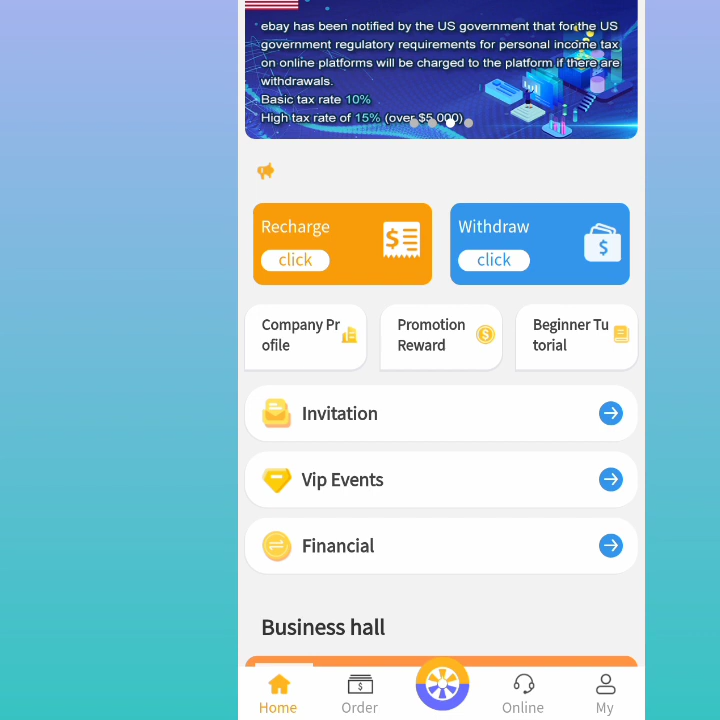 ebay has been notified by the US government that for the US
government regulatory requirements for personal income tax
on online platforms will be charged to the platform if there are
withdrawals.
Basic tax rate 10%
High tax rate of 15% (over $5,000)
Recharge
click
Withdraw
click
Company Pr
ofile
Promotion
Reward
Beginner Tu
torial
Invitation
Vip Events
Financial
Business hall
Home
Order
Online
My